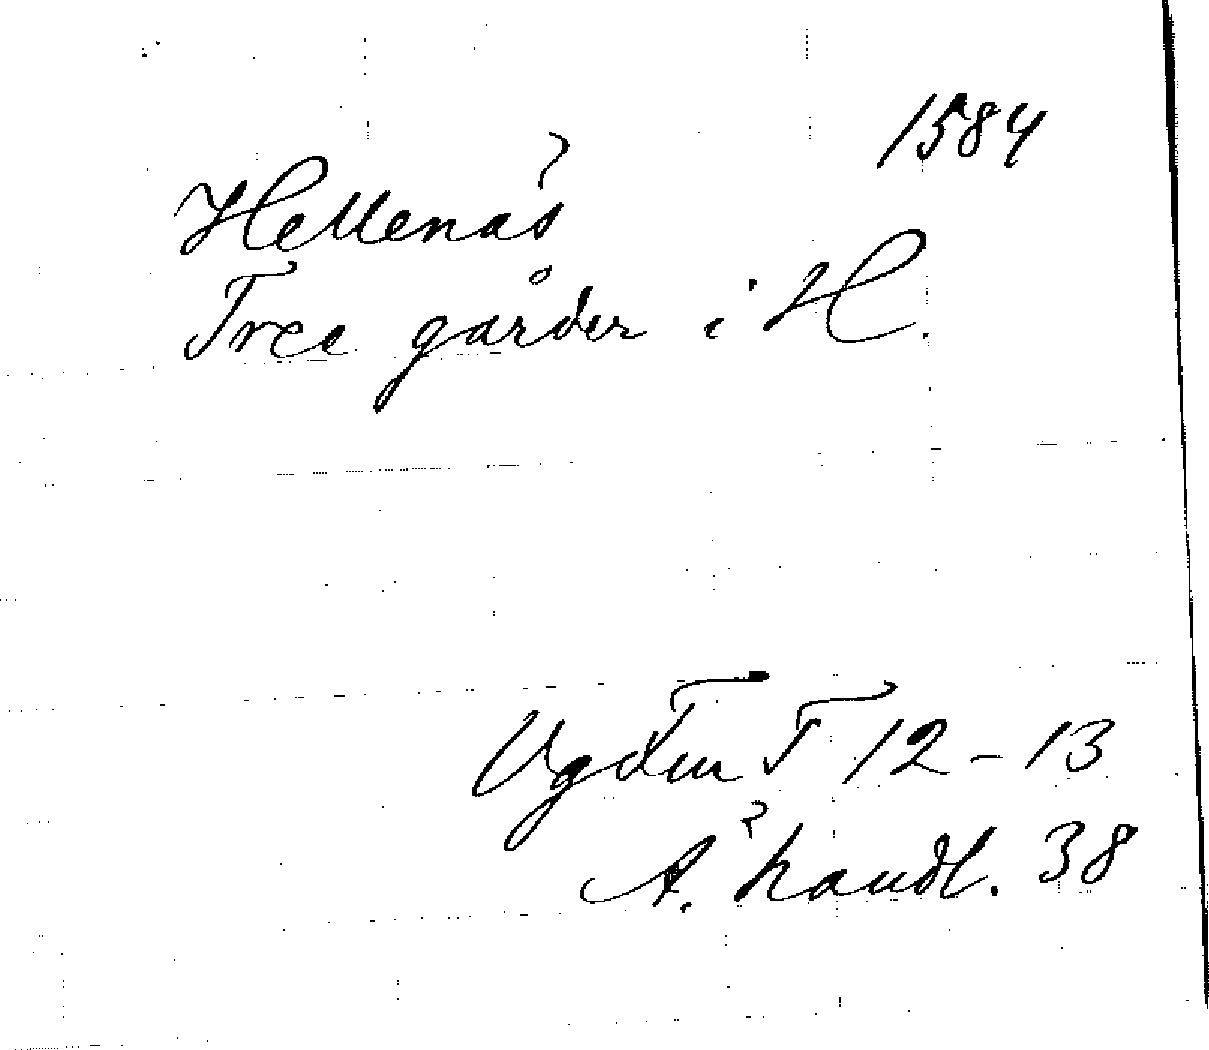 1584
Hellenäs
Tree gårder i H.
Ugdm T 12-13
A. handl. 38